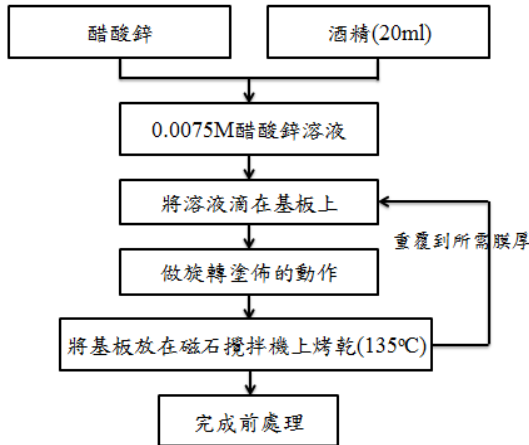 醋酸鋅
酒精(20ml)
0.0075M醋酸鋅溶液
將溶液滴在基板上
重覆到所需膜厚
做旋轉塗佈的動作
將基板放在磁石攪拌機上烤乾(135℃)
完成前處理